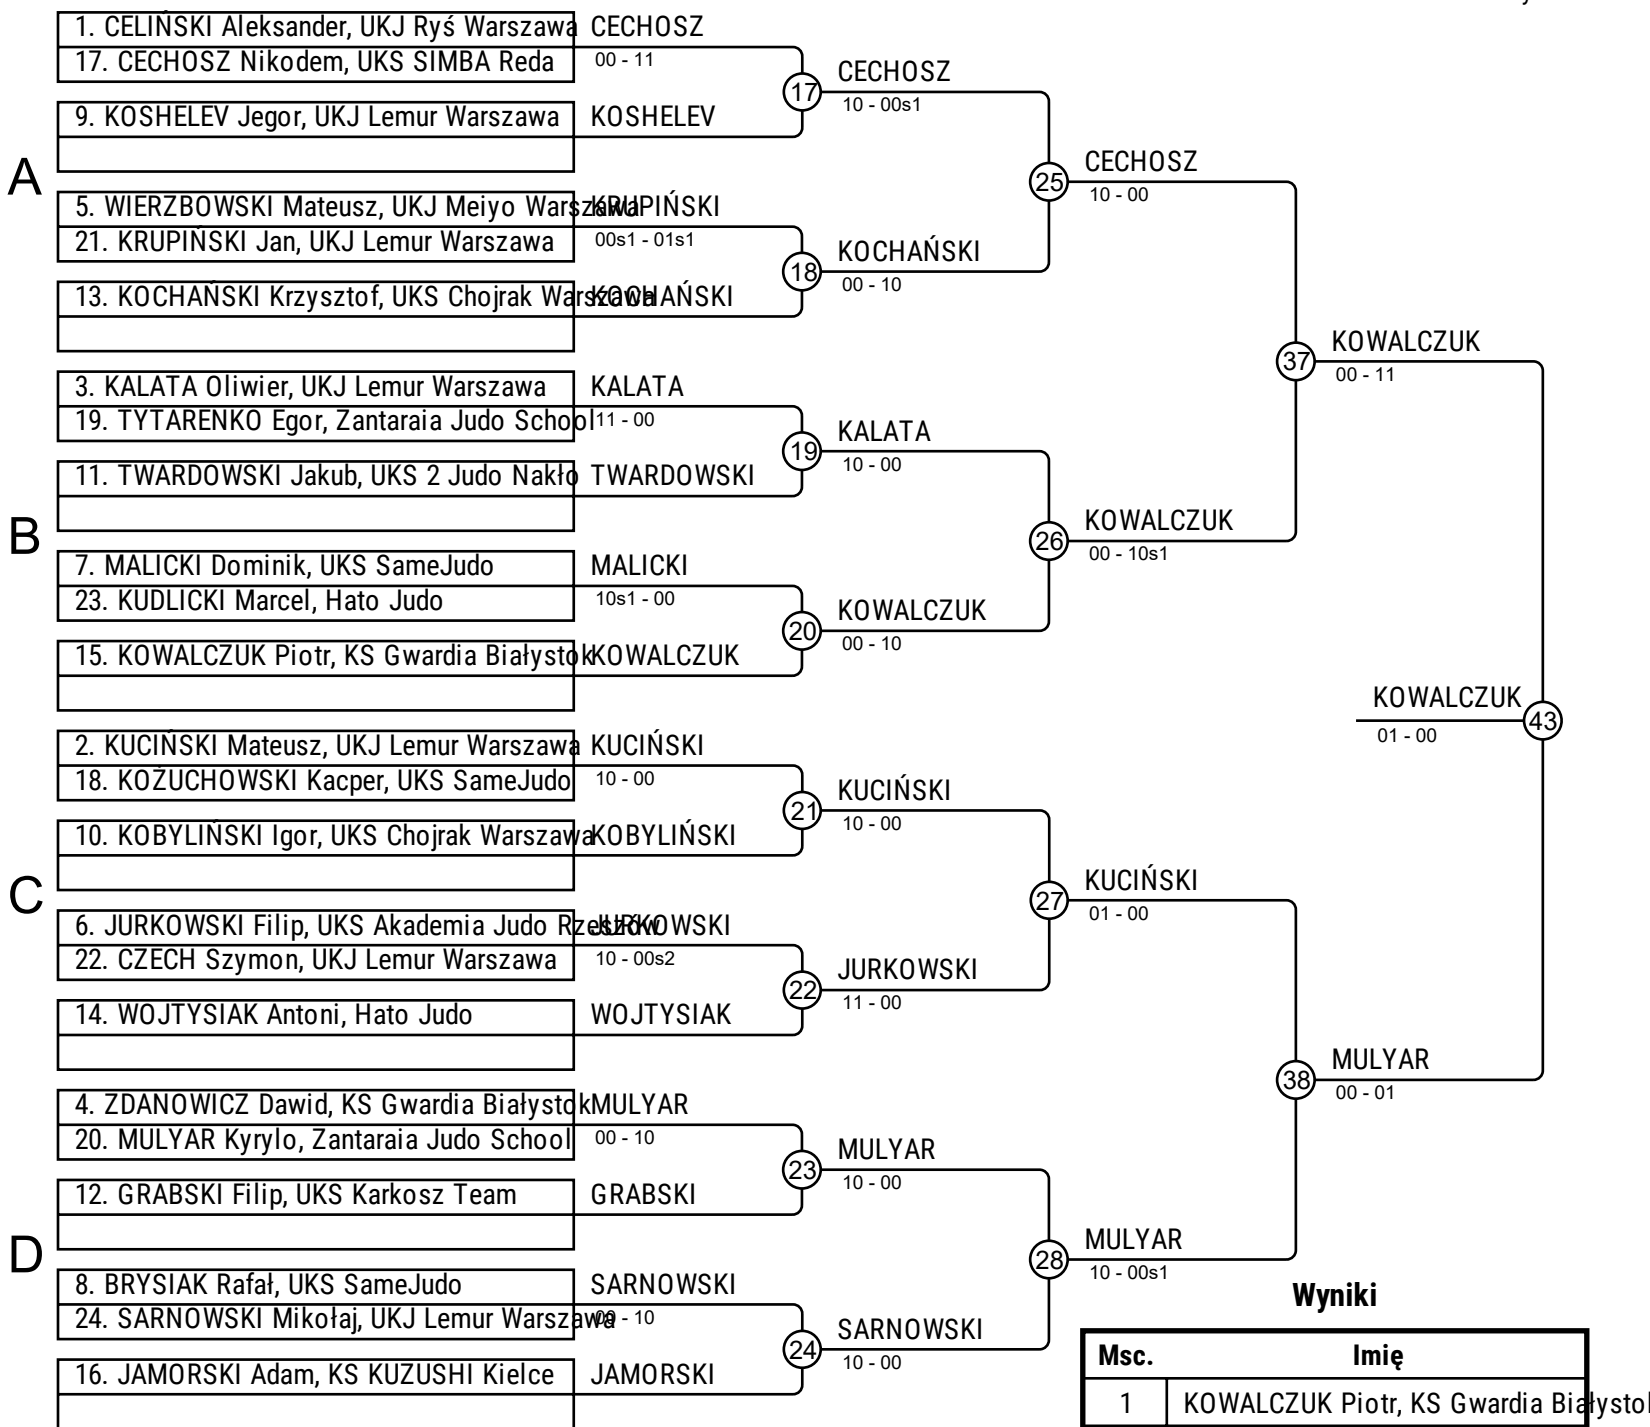 1. CELIŃSKI Aleksander, UKJ Ryś Warszawa CECHOSZ
17. CECHOSZ Nikodem, UKS SIMBA Reda 00 - 11
17 CECHOSZ
10 - 00s1
9. KOSHELEV Jegor, UKJ Lemur Warszawa KOSHELEV
A
25 CECHOSZ
10 - 00
5. WIERZBOWSKI Mateusz, UKJ Meiyo Warszawa KRUPIŃSKI
21. KRUPIŃSKI Jan, UKJ Lemur Warszawa 00s1 - 01s1
18 KOCHAŃSKI
00 - 10
13. KOCHAŃSKI Krzysztof, UKS Chojrak Warszawa KOCHAŃSKI
37 KOWALCZUK
00 - 11
3. KALATA Oliwier, UKJ Lemur Warszawa KALATA
19. TYTARENKO Egor, Zantaraia Judo School 11 - 00
19 KALATA
10 - 00
11. TWARDOWSKI Jakub, UKS 2 Judo Nakło TWARDOWSKI
B
26 KOWALCZUK
00 - 10s1
7. MALICKI Dominik, UKS SameJudo MALICKI
23. KUDLICKI Marcel, Hato Judo 10s1 - 00
20 KOWALCZUK
00 - 10
15. KOWALCZUK Piotr, KS Gwardia Białystok KOWALCZUK
KOWALCZUK 43
01 - 00
2. KUCIŃSKI Mateusz, UKJ Lemur Warszawa KUCIŃSKI
18. KOŻUCHOWSKI Kacper, UKS SameJudo 10 - 00
21 KUCIŃSKI
10 - 00
10. KOBYLIŃSKI Igor, UKS Chojrak Warszawa KOBYLIŃSKI
C
27 KUCIŃSKI
01 - 00
6. JURKOWSKI Filip, UKS Akademia Judo Rzeszów JURKOWSKI
22. CZECH Szymon, UKJ Lemur Warszawa 10 - 00s2
22 JURKOWSKI
11 - 00
14. WOJTYSIAK Antoni, Hato Judo WOJTYSIAK
38 MULYAR
00 - 01
4. ZDANOWICZ Dawid, KS Gwardia Białystok MULYAR
20. MULYAR Kyrylo, Zantaraia Judo School 00 - 10
23 MULYAR
10 - 00
12. GRABSKI Filip, UKS Karkosz Team GRABSKI
D
28 MULYAR
10 - 00s1
8. BRYSIAK Rafał, UKS SameJudo SARNOWSKI
24. SARNOWSKI Mikołaj, UKJ Lemur Warszawa 00 - 10
24 SARNOWSKI
10 - 00
16. JAMORSKI Adam, KS KUZUSHI Kielce JAMORSKI
Wyniki
Msc. Imię
1 KOWALCZUK Piotr, KS Gwardia Białystok